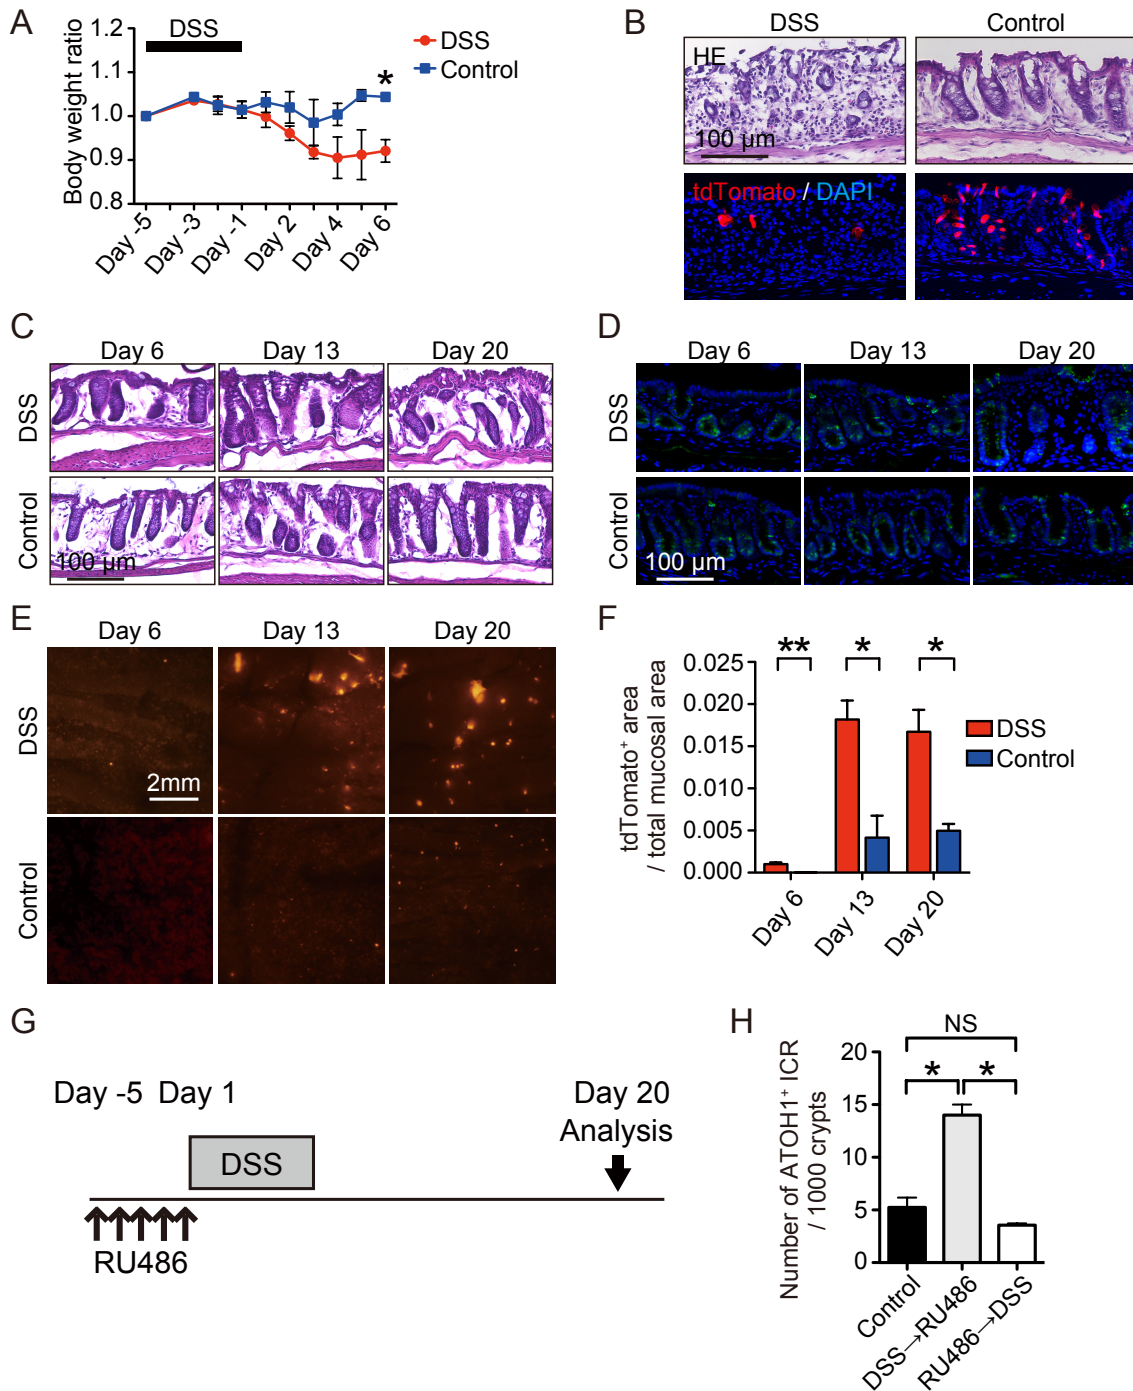 A
DSS
1.2
1.1
1.0
0.9
0.8
Body weight ratio
*
DSS
Control
Day -5
Day -3
Day -1
Day 2
Day 4
Day 6
B
DSS
Control
HE
100 µm
tdTomato / DAPI
C
Day 6
Day 13
Day 20
DSS
Control
100 µm
D
Day 6
Day 13
Day 20
DSS
Control
100 µm
E
Day 6
Day 13
Day 20
DSS
2mm
Control
F
tdTomato⁺ area
/ total mucosal area
0.025
0.020
0.015
0.010
0.005
0.000
**
*
*
DSS
Control
Day 6
Day 13
Day 20
G
Day -5 Day 1
Day 20
Analysis
DSS
RU486
H
Number of ATOH1⁺ ICR
/ 1000 crypts
20
15
10
5
0
NS
*
*
Control
DSS→RU486
RU486→DSS